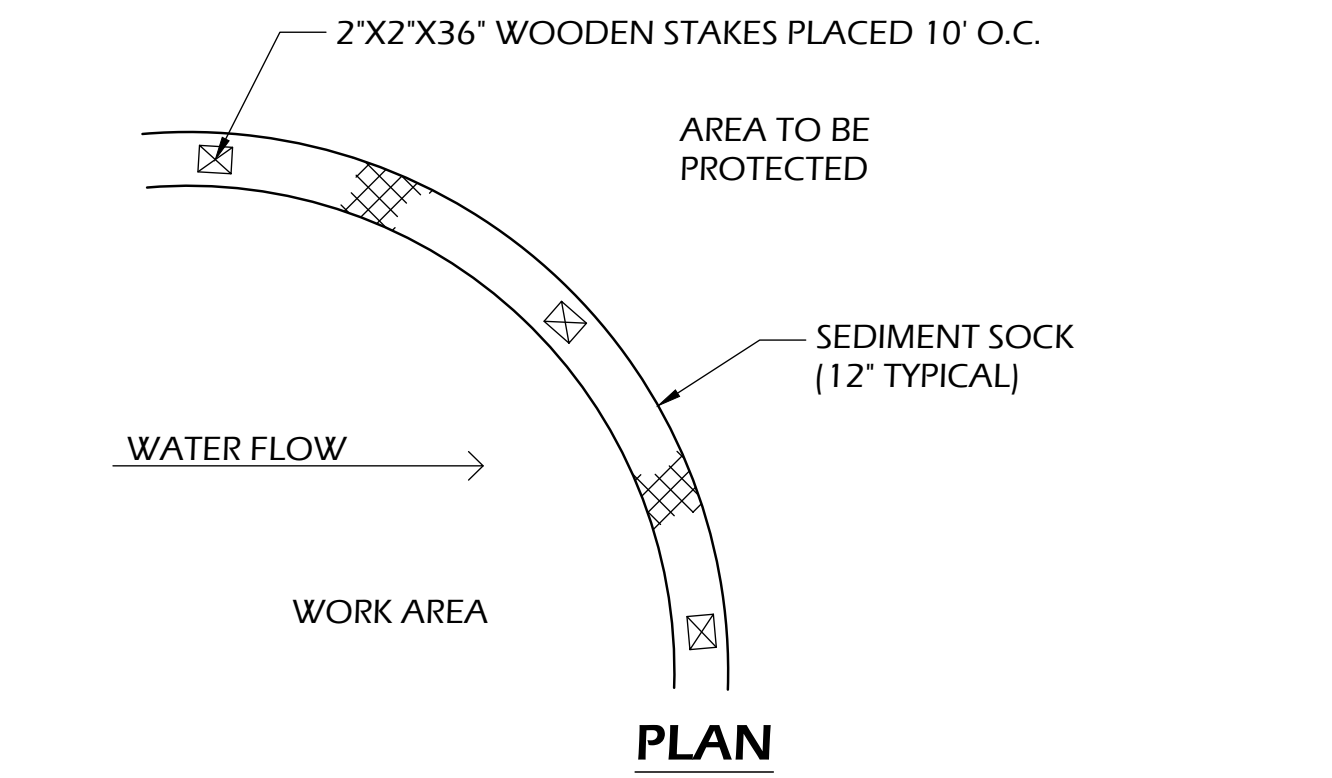 2"X2"X36" WOODEN STAKES PLACED 10' O.C.
AREA TO BE
PROTECTED
SEDIMENT SOCK
(12" TYPICAL)
WATER FLOW
WORK AREA
PLAN